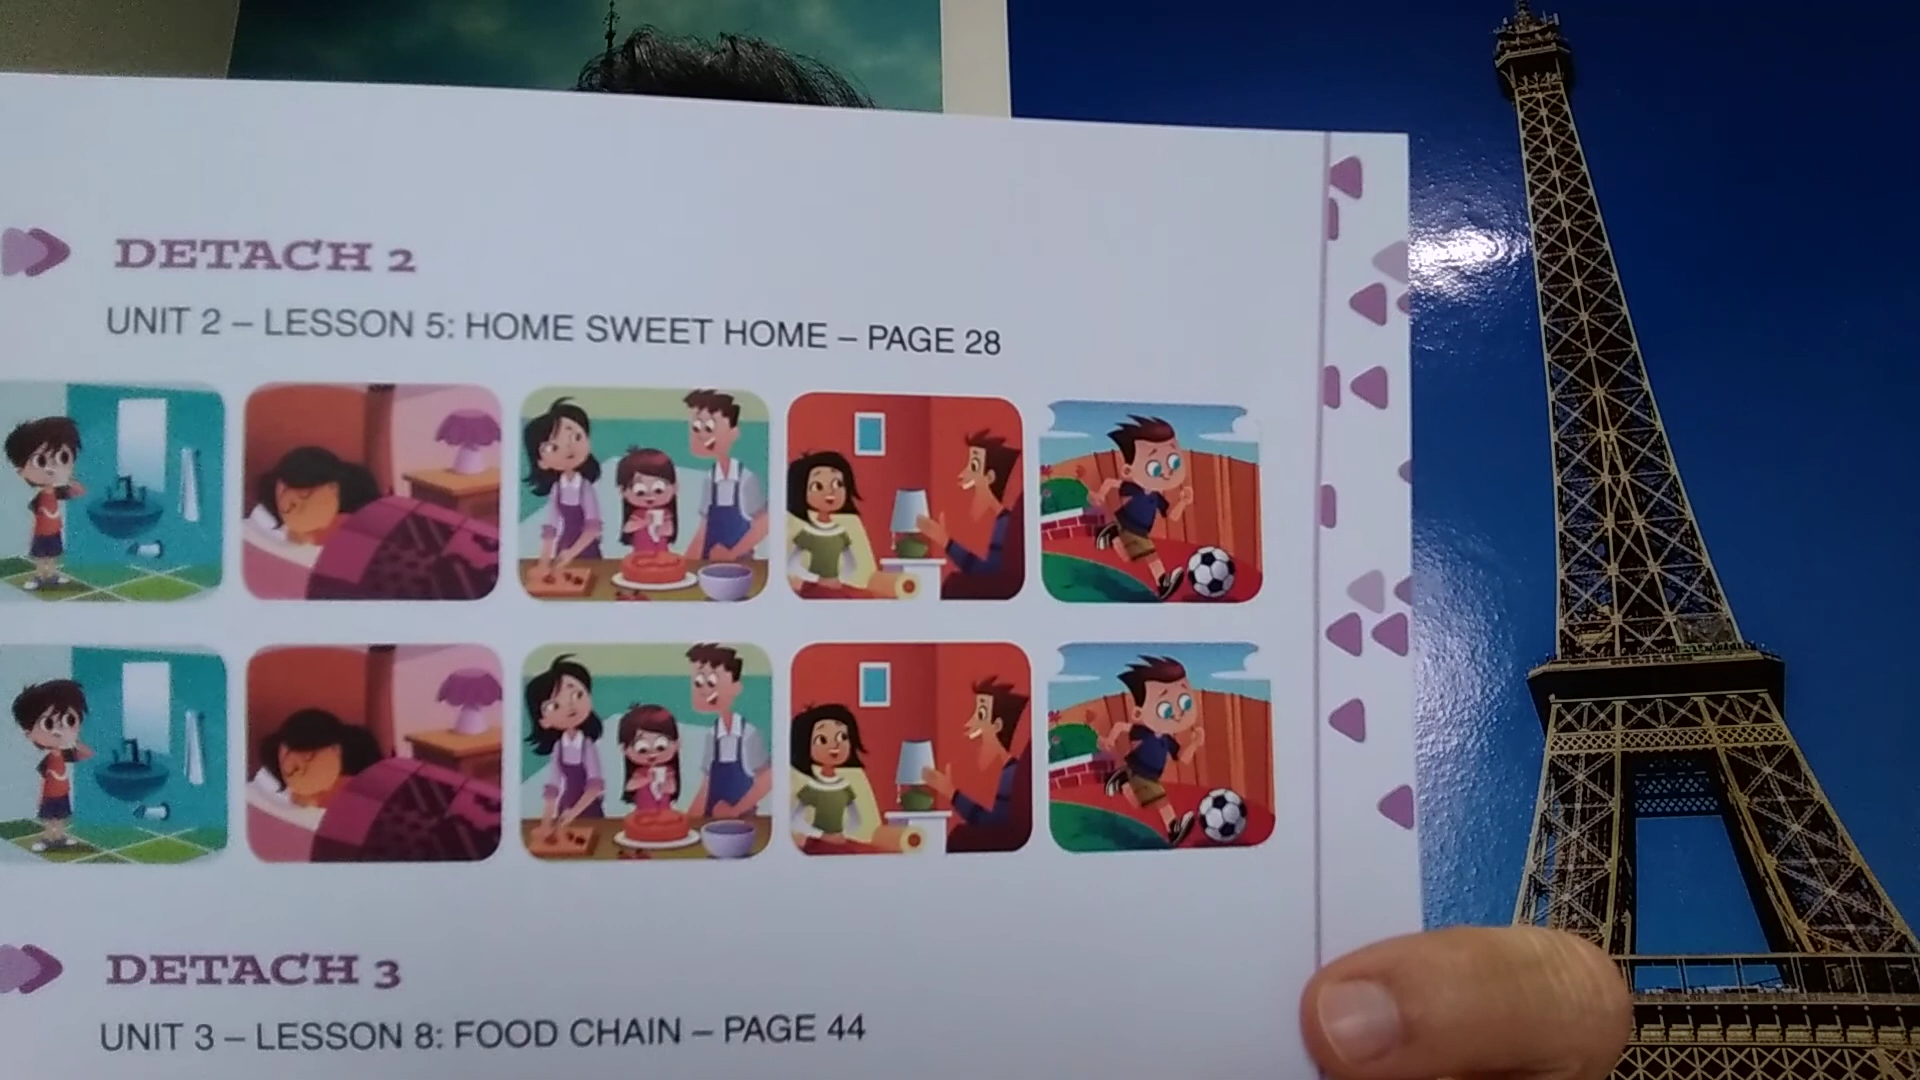 DETACH 2
UNIT 2 – LESSON 5: HOME SWEET HOME – PAGE 28
DETACH 3
UNIT 3 – LESSON 8: FOOD CHAIN – PAGE 44